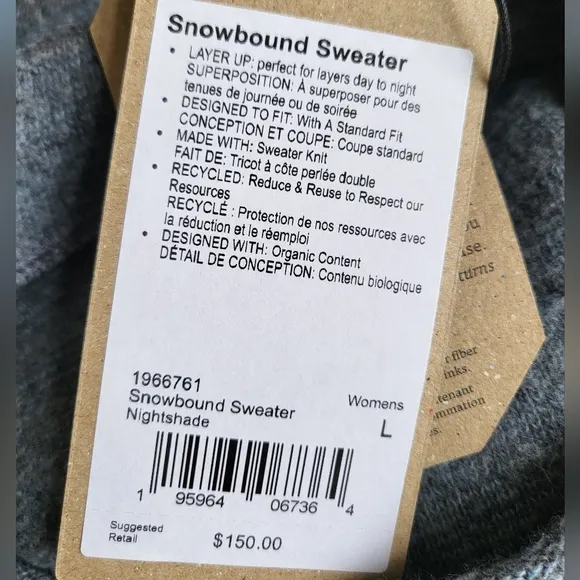 Snowbound Sweater
• LAYER UP: perfect for layers day to night
SUPERPOSITION: À superposer pour des
tenues de journée ou de soirée
• DESIGNED TO FIT: With A Standard Fit
CONCEPTION ET COUPE: Coupe standard
• MADE WITH: Sweater Knit
FAIT DE: Tricot à côte perlée double
• RECYCLED: Reduce & Reuse to Respect our
Resources
RECYCLÉ : Protection de nos ressources avec
la réduction et le réemploi
• DESIGNED WITH: Organic Content
DÉTAIL DE CONCEPTION: Contenu biologique
1966761
Snowbound Sweater
Nightshade
Womens
L
1 95964 06736 4
Suggested
Retail
$150.00
fiber
inks.